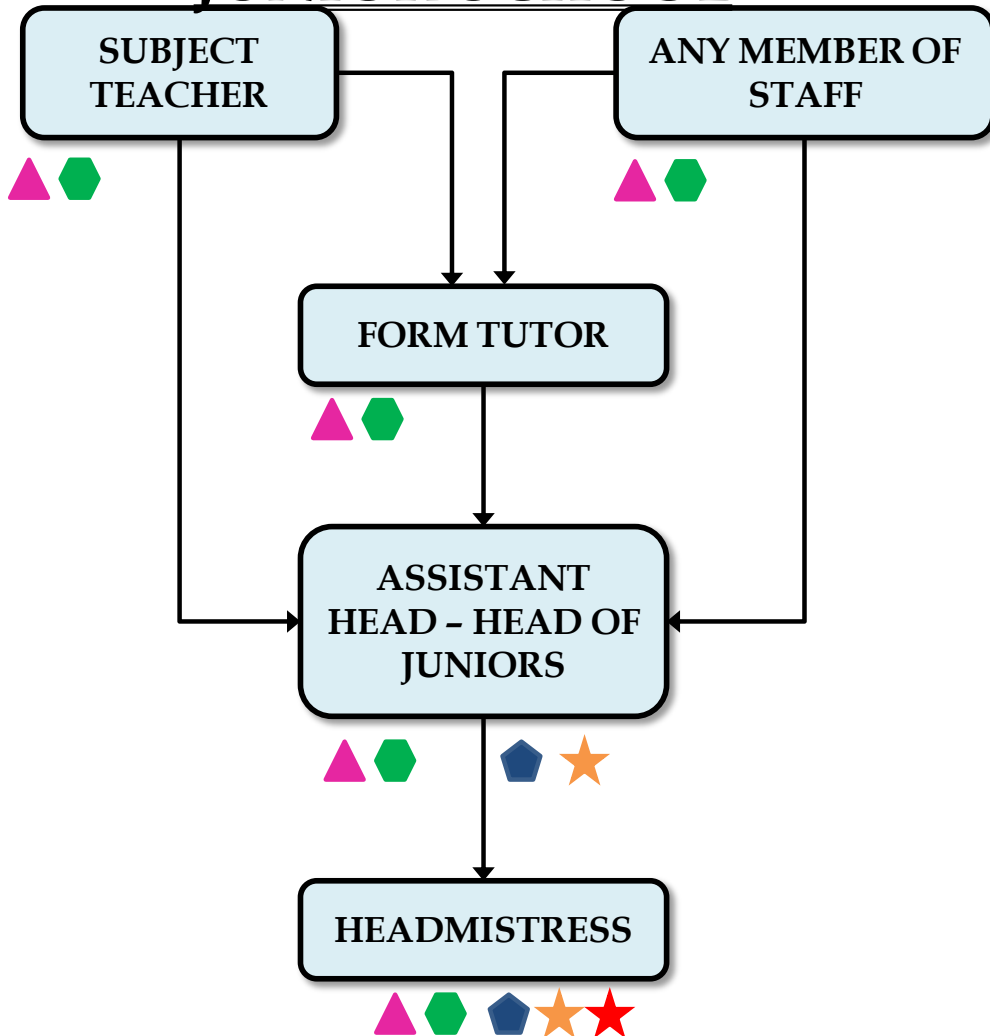 SUBJECT
TEACHER
ANY MEMBER OF
STAFF
FORM TUTOR
ASSISTANT
HEAD – HEAD OF
JUNIORS
HEADMISTRESS